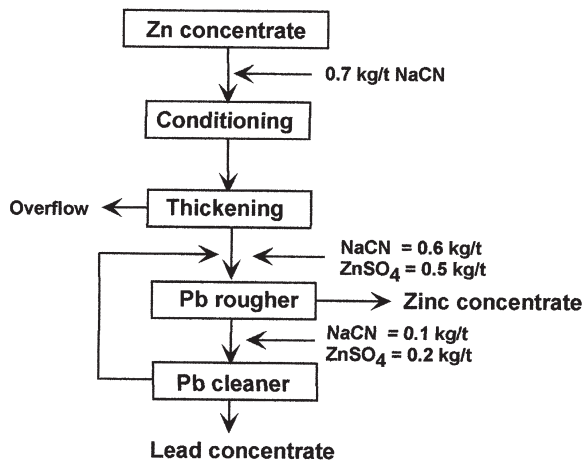 Zn concentrate
0.7 kg/t NaCN
Conditioning
Overflow
Thickening
NaCN = 0.6 kg/t
ZnSO4 = 0.5 kg/t
Pb rougher
Zinc concentrate
NaCN = 0.1 kg/t
ZnSO4 = 0.2 kg/t
Pb cleaner
Lead concentrate